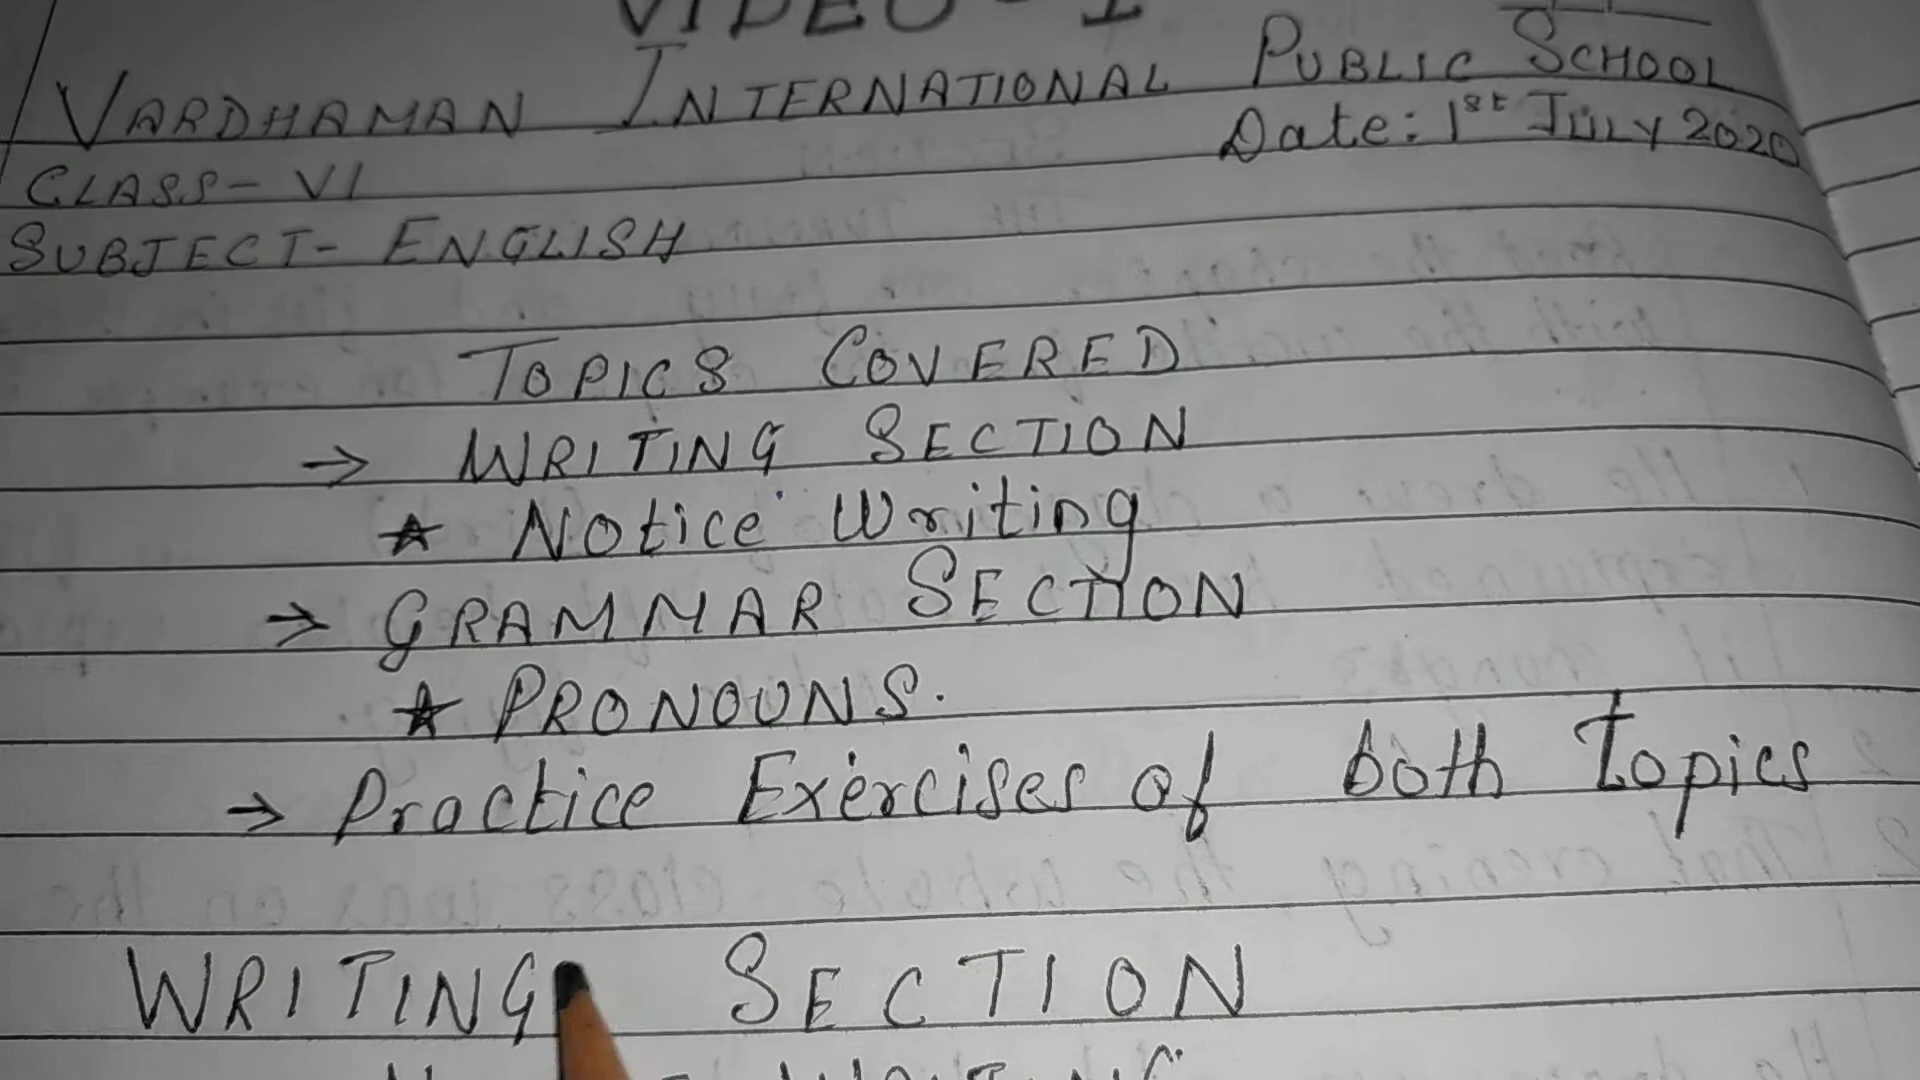 VIDEO - I
VARDHAMAN INTERNATIONAL PUBLIC SCHOOL
Date: 1st JULY 2020
CLASS - VI
SUBJECT - ENGLISH
TOPICS COVERED
→ WRITING SECTION
★ Notice Writing
→ GRAMMAR SECTION
★ PRONOUNS.
→ Practice Exercises of both topics
WRITING SECTION